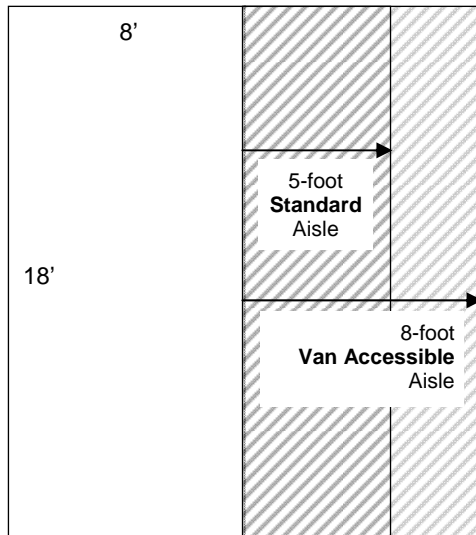 8’
5-foot
Standard
Aisle
18’
8-foot
Van Accessible
Aisle